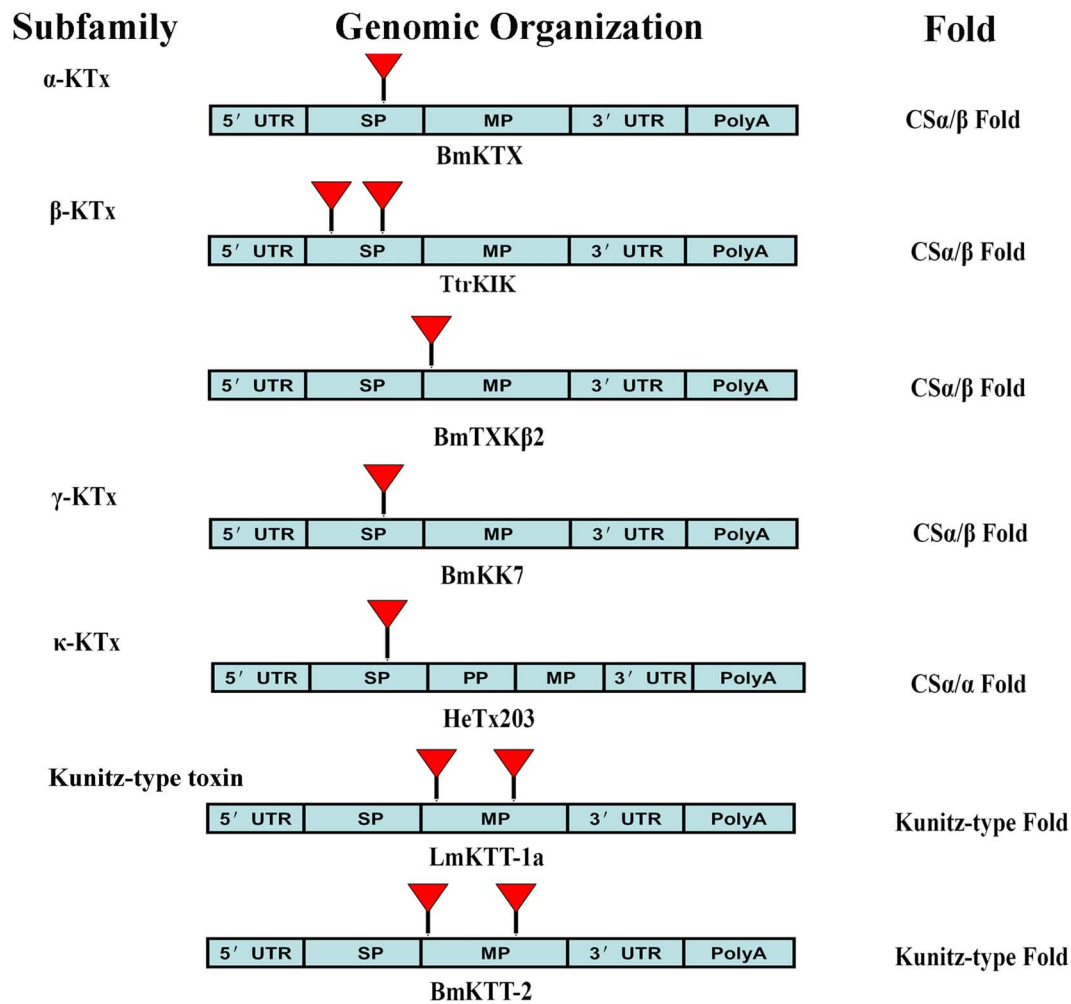 Subfamily Genomic Organization Fold
α-KTx
5′ UTR SP MP 3′ UTR PolyA CSα/β Fold
BmKTX
β-KTx
5′ UTR SP MP 3′ UTR PolyA CSα/β Fold
TtrKIK
5′ UTR SP MP 3′ UTR PolyA CSα/β Fold
BmTXKβ2
γ-KTx
5′ UTR SP MP 3′ UTR PolyA CSα/β Fold
BmKK7
κ-KTx
5′ UTR SP PP MP 3′ UTR PolyA CSα/α Fold
HeTx203
Kunitz-type toxin
5′ UTR SP MP 3′ UTR PolyA Kunitz-type Fold
LmKTT-1a
5′ UTR SP MP 3′ UTR PolyA Kunitz-type Fold
BmKTT-2